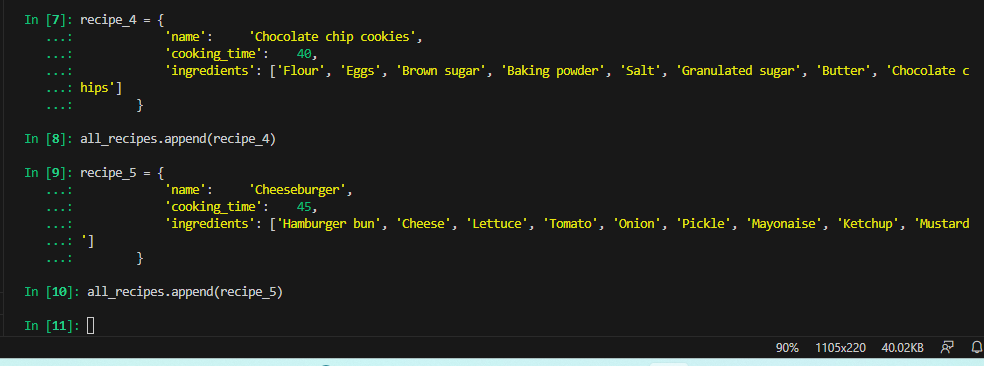 In [7]: recipe_4 = {
...: 'name': 'Chocolate chip cookies',
...: 'cooking_time': 40,
...: 'ingredients': ['Flour', 'Eggs', 'Brown sugar', 'Baking powder', 'Salt', 'Granulated sugar', 'Butter', 'Chocolate c
...: hips']
...: }
In [8]: all_recipes.append(recipe_4)
In [9]: recipe_5 = {
...: 'name': 'Cheeseburger',
...: 'cooking_time': 45,
...: 'ingredients': ['Hamburger bun', 'Cheese', 'Lettuce', 'Tomato', 'Onion', 'Pickle', 'Mayonaise', 'Ketchup', 'Mustard
...: ']
...: }
In [10]: all_recipes.append(recipe_5)
In [11]:
90% 1105x220 40.02KB